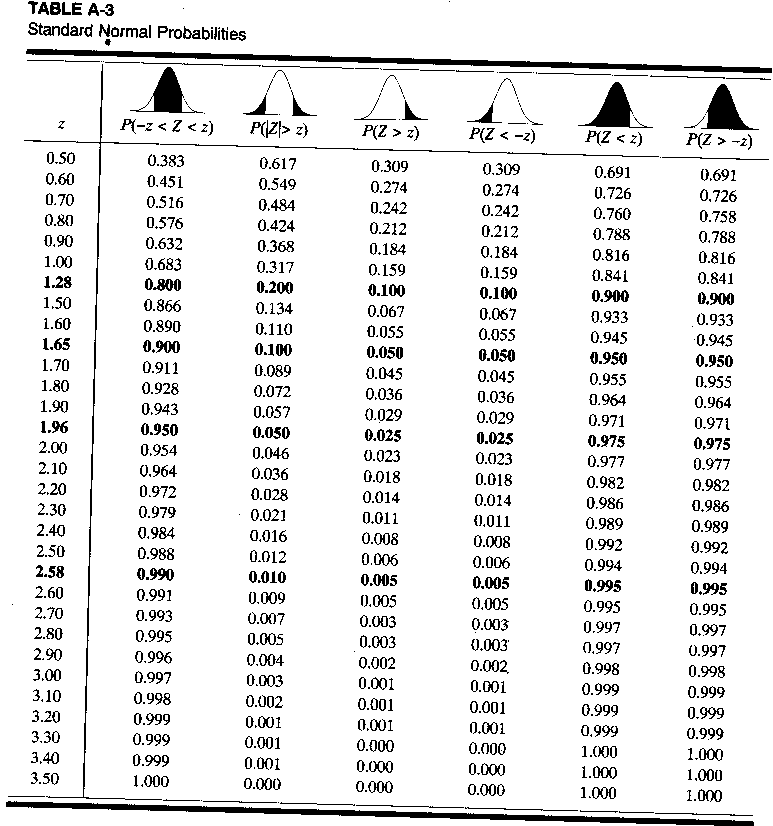 TABLE A-3
Standard Normal Probabilities
z P(-z < Z < z) P(|Z|> z) P(Z > z) P(Z < -z) P(Z < z) P(Z > -z)
0.50 0.383 0.617 0.309 0.309 0.691 0.691
0.60 0.451 0.549 0.274 0.274 0.726 0.726
0.70 0.516 0.484 0.242 0.242 0.760 0.758
0.80 0.576 0.424 0.212 0.212 0.788 0.788
0.90 0.632 0.368 0.184 0.184 0.816 0.816
1.00 0.683 0.317 0.159 0.159 0.841 0.841
1.28 0.800 0.200 0.100 0.100 0.900 0.900
1.50 0.866 0.134 0.067 0.067 0.933 0.933
1.60 0.890 0.110 0.055 0.055 0.945 0.945
1.65 0.900 0.100 0.050 0.050 0.950 0.950
1.70 0.911 0.089 0.045 0.045 0.955 0.955
1.80 0.928 0.072 0.036 0.036 0.964 0.964
1.90 0.943 0.057 0.029 0.029 0.971 0.971
1.96 0.950 0.050 0.025 0.025 0.975 0.975
2.00 0.954 0.046 0.023 0.023 0.977 0.977
2.10 0.964 0.036 0.018 0.018 0.982 0.982
2.20 0.972 0.028 0.014 0.014 0.986 0.986
2.30 0.979 0.021 0.011 0.011 0.989 0.989
2.40 0.984 0.016 0.008 0.008 0.992 0.992
2.50 0.988 0.012 0.006 0.006 0.994 0.994
2.58 0.990 0.010 0.005 0.005 0.995 0.995
2.60 0.991 0.009 0.005 0.005 0.995 0.995
2.70 0.993 0.007 0.003 0.003 0.997 0.997
2.80 0.995 0.005 0.003 0.003 0.997 0.997
2.90 0.996 0.004 0.002 0.002 0.998 0.998
3.00 0.997 0.003 0.001 0.001 0.999 0.999
3.10 0.998 0.002 0.001 0.001 0.999 0.999
3.20 0.999 0.001 0.001 0.001 0.999 0.999
3.30 0.999 0.001 0.000 0.000 1.000 1.000
3.40 0.999 0.001 0.000 0.000 1.000 1.000
3.50 1.000 0.000 0.000 0.000 1.000 1.000